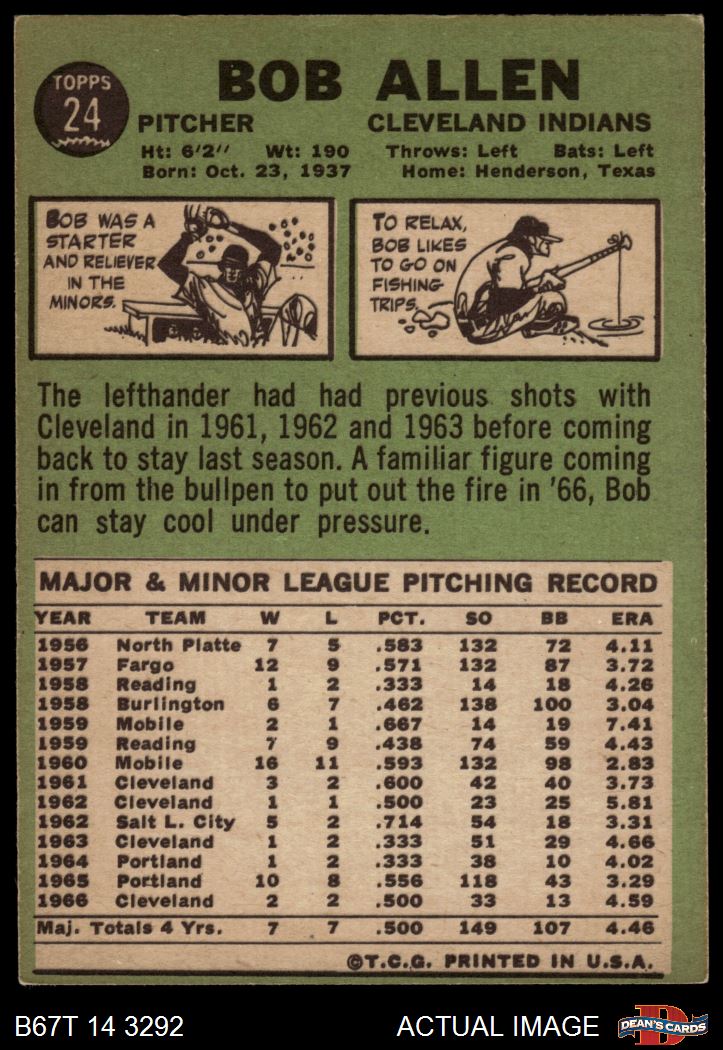 TOPPS
24
BOB ALLEN
PITCHER CLEVELAND INDIANS
Ht: 6'2" Wt: 190 Throws: Left Bats: Left
Born: Oct. 23, 1937 Home: Henderson, Texas
BOB WAS A
STARTER
AND RELIEVER
IN THE
MINORS.
TO RELAX,
BOB LIKES
TO GO ON
FISHING
TRIPS.
The lefthander had had previous shots with
Cleveland in 1961, 1962 and 1963 before coming
back to stay last season. A familiar figure coming
in from the bullpen to put out the fire in '66, Bob
can stay cool under pressure.
MAJOR & MINOR LEAGUE PITCHING RECORD
YEAR TEAM W L PCT. SO BB ERA
1956 North Platte 7 5 .583 132 72 4.11
1957 Fargo 12 9 .571 132 87 3.72
1958 Reading 1 2 .333 14 18 4.26
1958 Burlington 6 7 .462 138 100 3.04
1959 Mobile 2 1 .667 14 19 7.41
1959 Reading 7 9 .438 74 59 4.43
1960 Mobile 16 11 .593 132 98 2.83
1961 Cleveland 3 2 .600 42 40 3.73
1962 Cleveland 1 1 .500 23 25 5.81
1962 Salt L. City 5 2 .714 54 18 3.31
1963 Cleveland 1 2 .333 51 29 4.66
1964 Portland 1 2 .333 38 10 4.02
1965 Portland 10 8 .556 118 43 3.29
1966 Cleveland 2 2 .500 33 13 4.59
Maj. Totals 4 Yrs. 7 7 .500 149 107 4.46
©T.C.G. PRINTED IN U.S.A.
B67T 14 3292 ACTUAL IMAGE
D
DEAN'S CARDS